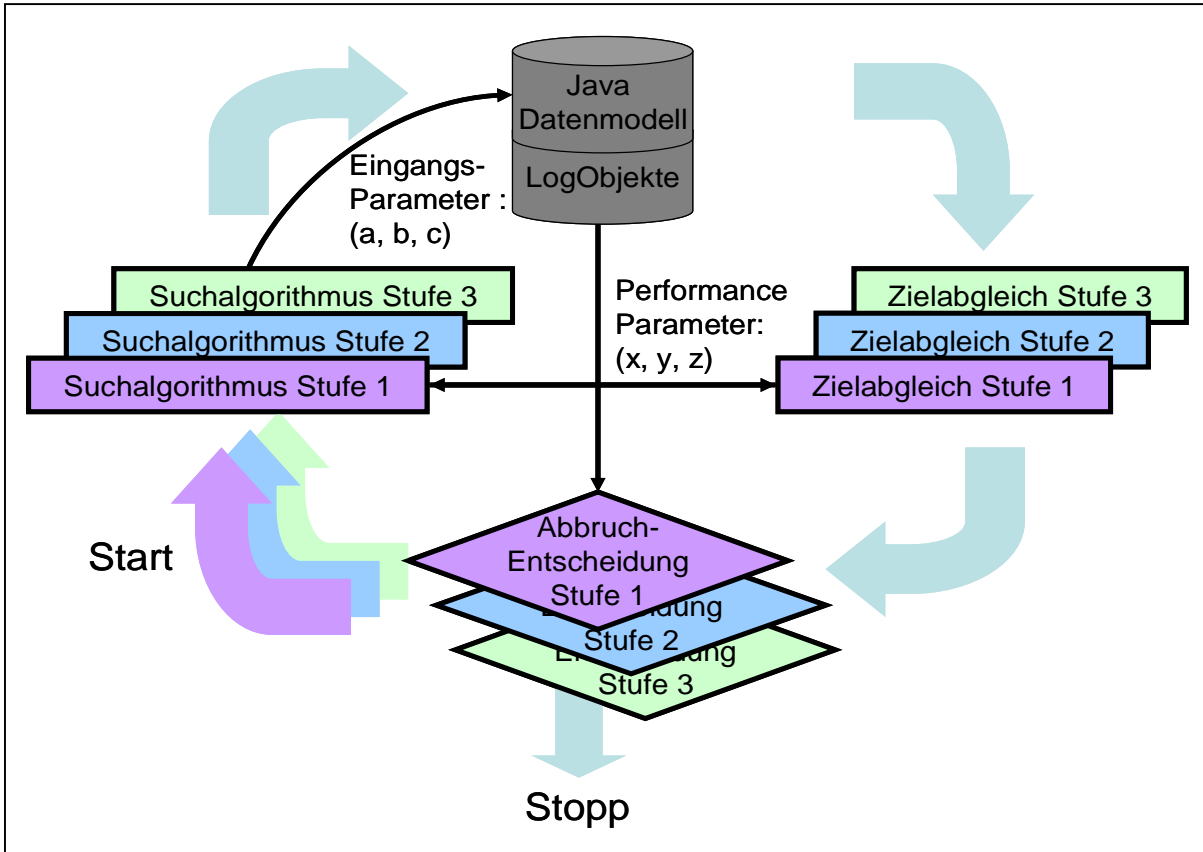 Java
Datenmodell
LogObjekte
Eingangs-
Parameter :
(a, b, c)
Suchalgorithmus Stufe 3
Suchalgorithmus Stufe 2
Suchalgorithmus Stufe 1
Performance
Parameter:
(x, y, z)
Zielabgleich Stufe 3
Zielabgleich Stufe 2
Zielabgleich Stufe 1
Start
Abbruch-
Entscheidung
Stufe 1
Stufe 2
Stufe 3
Stopp